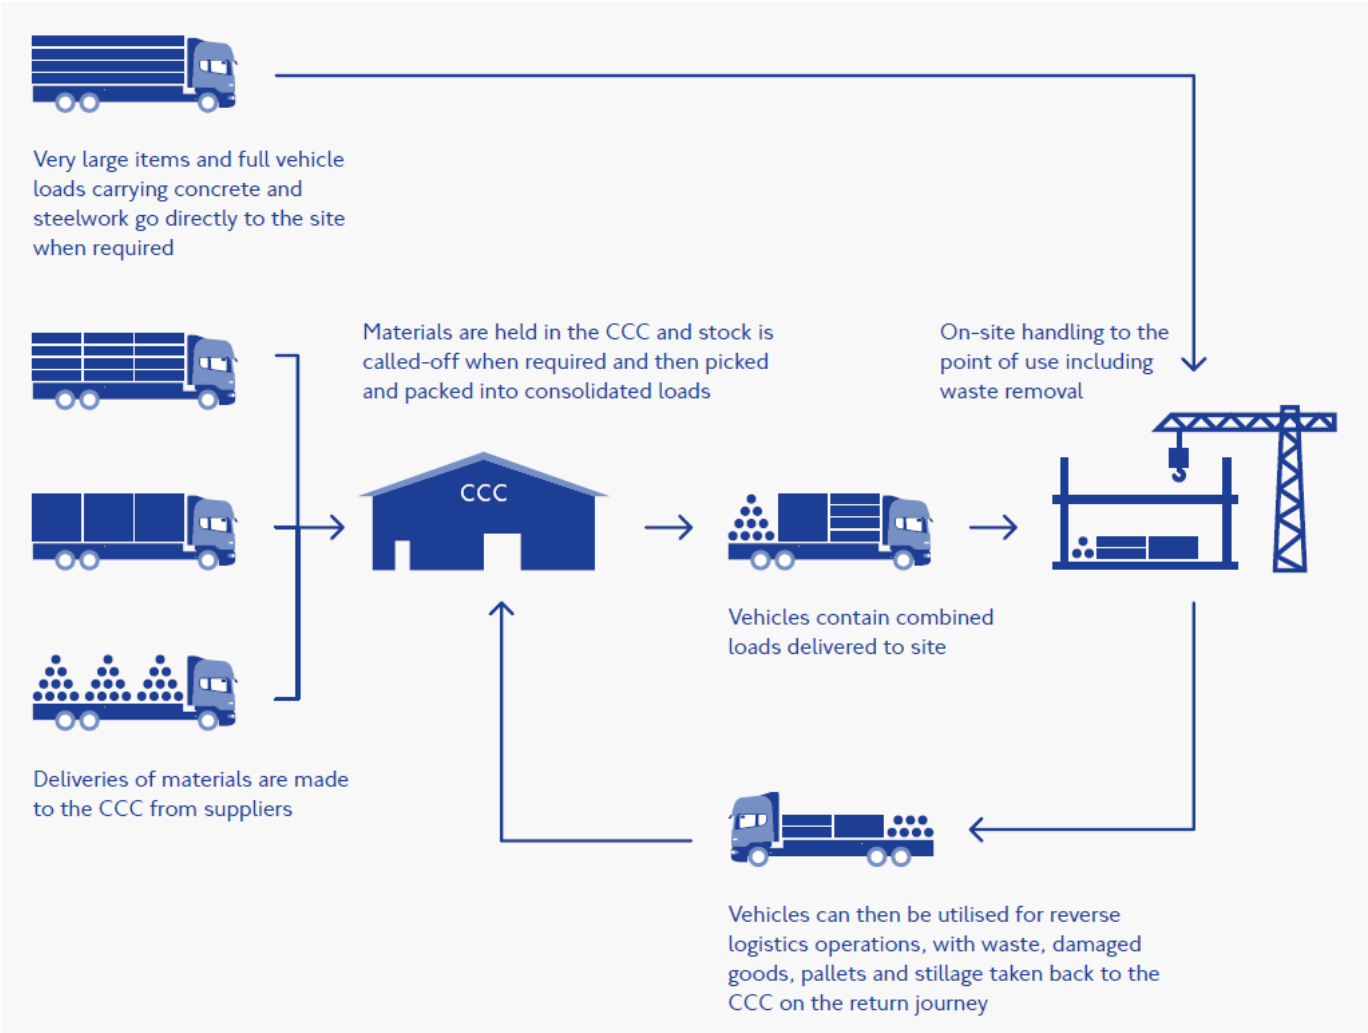 Very large items and full vehicle
loads carrying concrete and
steelwork go directly to the site
when required
Materials are held in the CCC and stock is
called-off when required and then picked
and packed into consolidated loads
On-site handling to the
point of use including
waste removal
CCC
Vehicles contain combined
loads delivered to site
Deliveries of materials are made
to the CCC from suppliers
Vehicles can then be utilised for reverse
logistics operations, with waste, damaged
goods, pallets and stillage taken back to the
CCC on the return journey